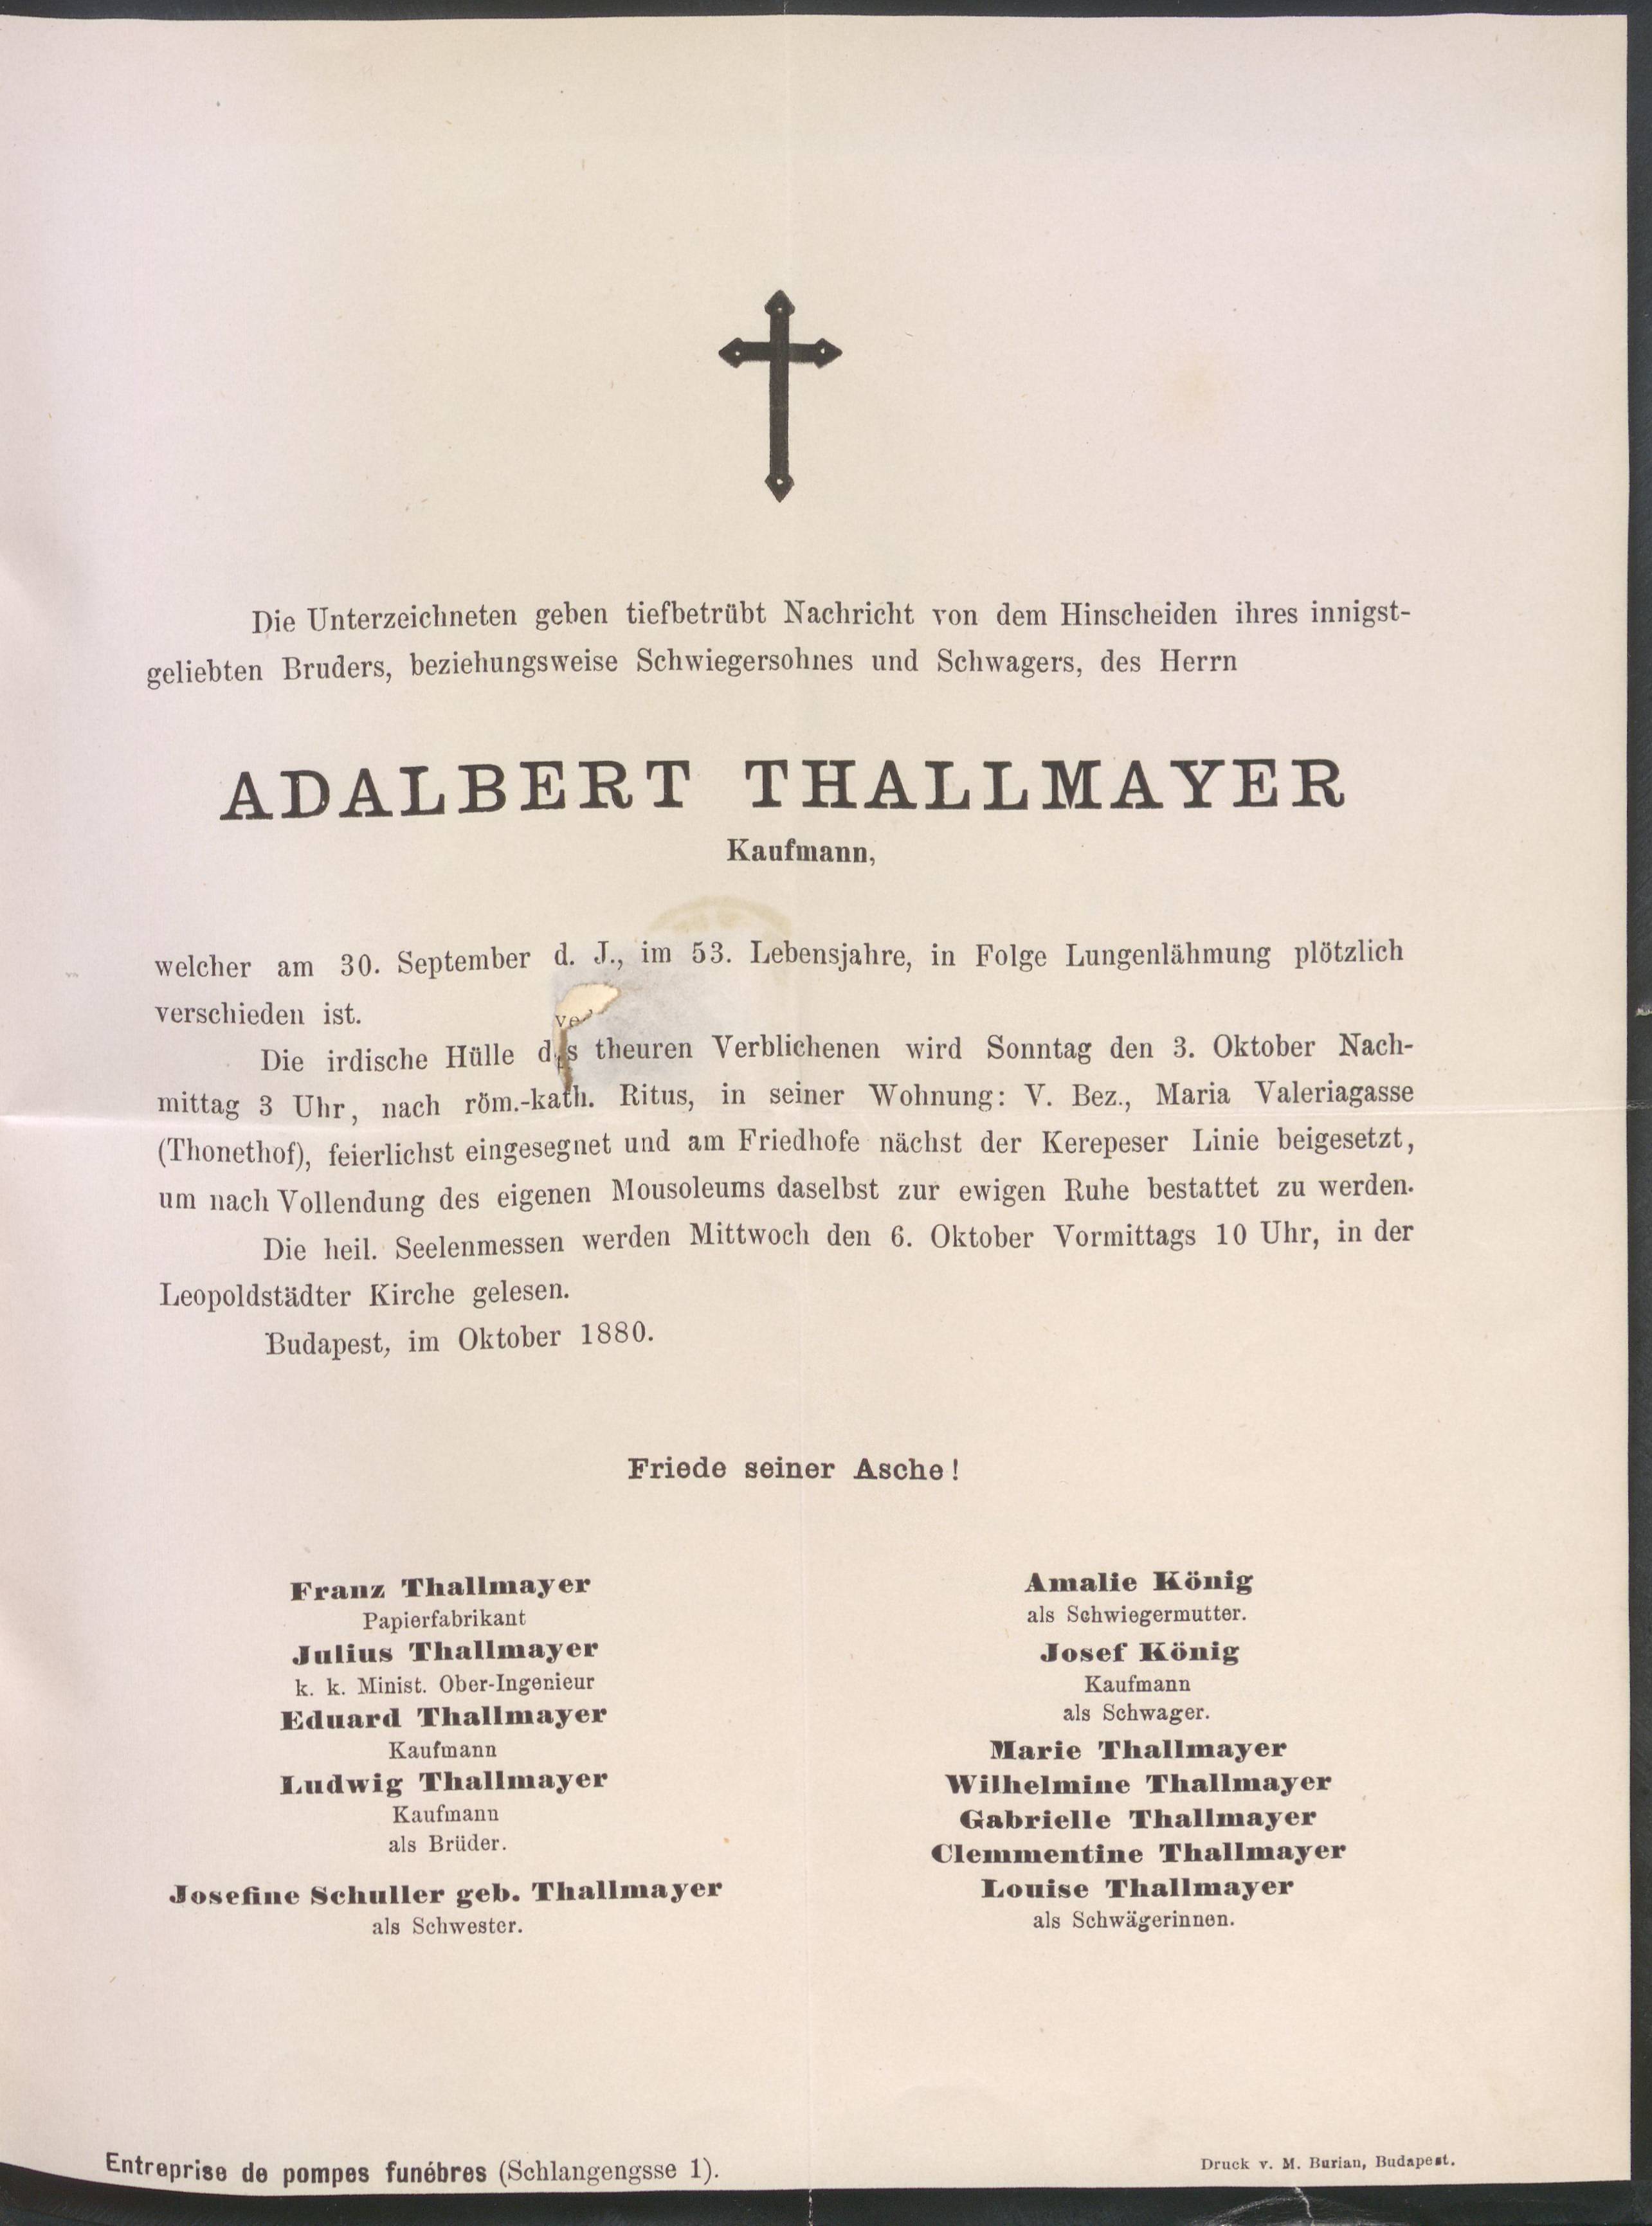 Die Unterzeichneten geben tiefbetrübt Nachricht von dem Hinscheiden ihres innigst-
geliebten Bruders, beziehungsweise Schwiegersohnes und Schwagers, des Herrn
ADALBERT THALLMAYER
Kaufmann,
welcher am 30. September d. J., im 53. Lebensjahre, in Folge Lungenlähmung plötzlich
verschieden ist.
Die irdische Hülle des theuren Verblichenen wird Sonntag den 3. Oktober Nach-
mittag 3 Uhr, nach röm.-kath. Ritus, in seiner Wohnung: V. Bez., Maria Valeriagasse
(Thonethof), feierlichst eingesegnet und am Friedhofe nächst der Kerepeser Linie beigesetzt,
um nach Vollendung des eigenen Mousoleums daselbst zur ewigen Ruhe bestattet zu werden.
Die heil. Seelenmessen werden Mittwoch den 6. Oktober Vormittags 10 Uhr, in der
Leopoldstädter Kirche gelesen.
Budapest, im Oktober 1880.
Friede seiner Asche!
Franz Thallmayer
Papierfabrikant
Julius Thallmayer
k. k. Minist. Ober-Ingenieur
Eduard Thallmayer
Kaufmann
Ludwig Thallmayer
Kaufmann
als Brüder.
Josefine Schuller geb. Thallmayer
als Schwester.
Amalie König
als Schwiegermutter.
Josef König
Kaufmann
als Schwager.
Marie Thallmayer
Wilhelmine Thallmayer
Gabrielle Thallmayer
Clemmentine Thallmayer
Louise Thallmayer
als Schwägerinnen.
Entreprise de pompes funébres (Schlangengsse 1).
Druck v. M. Burian, Budapest.